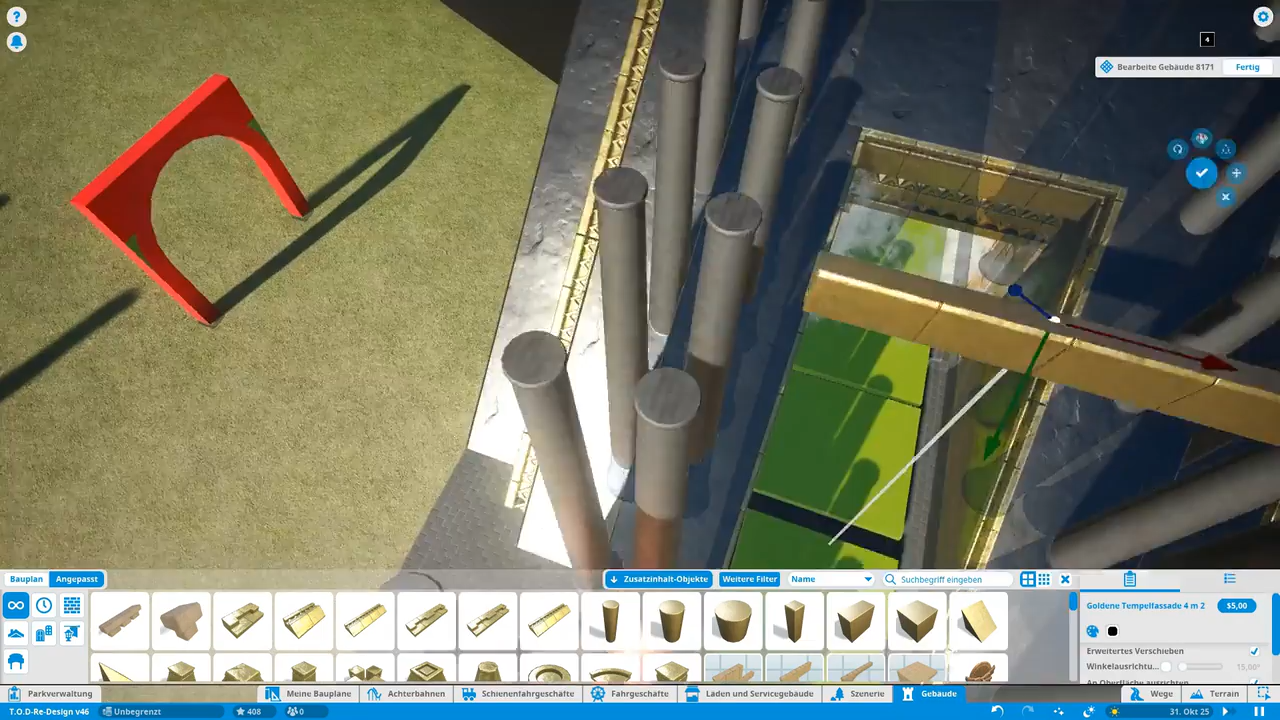 ?
4
Bearbeite Gebäude 8171 Fertig
Bauplan Angepasst Zusatzinhalt-Objekte Weitere Filter Name Suchbegriff eingeben
Goldene Tempelfassade 4 m 2 $5,00
Erweitertes Verschieben
Winkelausrichtu... 15,00°
An Oberfläche ausrichten
Parkverwaltung Meine Baupläne Achterbahnen Schienenfahrgeschäfte Fahrgeschäfte Läden und Servicegebäude Szenerie Gebäude Wege Terrain
T.O.D-Re-Design v46 Unbegrenzt 408 0 31. Okt 25